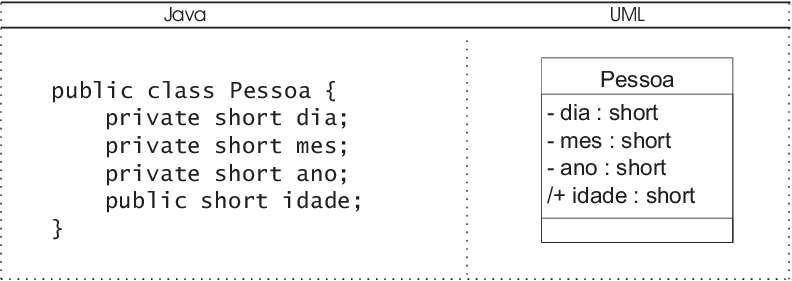 Java
UML
public class Pessoa {
private short dia;
private short mes;
private short ano;
public short idade;
}
Pessoa
- dia : short
- mes : short
- ano : short
/+ idade : short